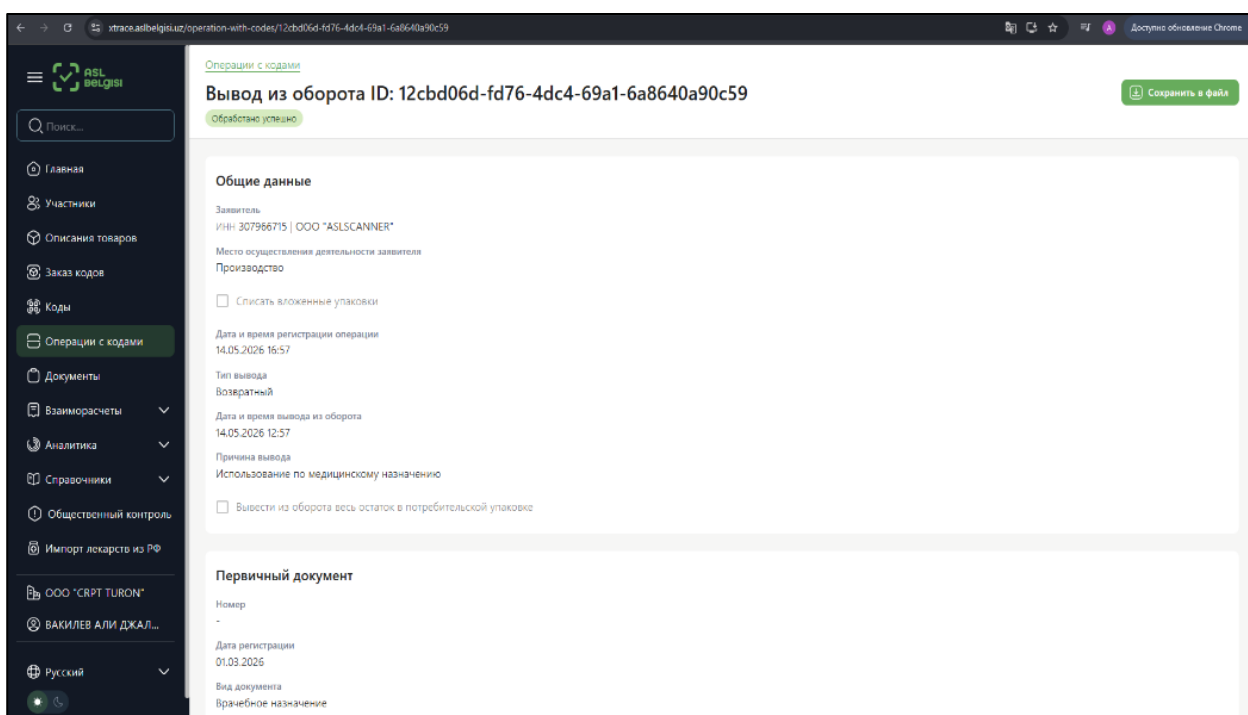 xtrace.aslbelgisi.uz/operation-with-codes/12cbd06d-fd76-4dc4-69a1-6a8640a90c59
A
Доступно обновление Chrome
ASL BELGISI
Поиск...
Главная
Участники
Описания товаров
Заказ кодов
Коды
Операции с кодами
Документы
Взаиморасчеты
Аналитика
Справочники
Общественный контроль
Импорт лекарств из РФ
ООО "CRPT TURON"
ВАКИЛЕВ АЛИ ДЖАЛ...
Русский
Операции с кодами
Вывод из оборота ID: 12cbd06d-fd76-4dc4-69a1-6a8640a90c59
Обработано успешно
Сохранить в файл
Общие данные
Заявитель
ИНН 307966715 | ООО "ASLSCANNER"
Место осуществления деятельности заявителя
Производство
Списать вложенные упаковки
Дата и время регистрации операции
14.05.2026 16:57
Тип вывода
Возвратный
Дата и время вывода из оборота
14.05.2026 12:57
Причина вывода
Использование по медицинскому назначению
Вывести из оборота весь остаток в потребительской упаковке
Первичный документ
Номер
-
Дата регистрации
01.03.2026
Вид документа
Врачебное назначение